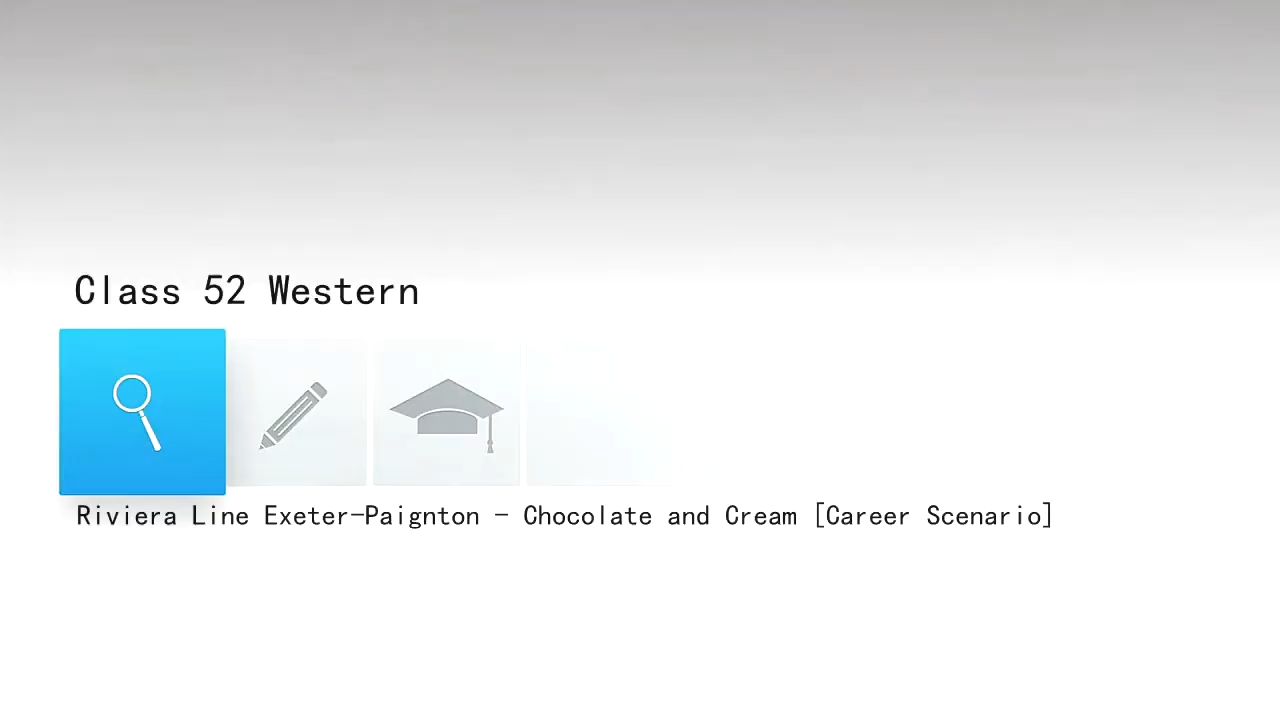 Class 52 Western
Riviera Line Exeter-Paignton - Chocolate and Cream [Career Scenario]